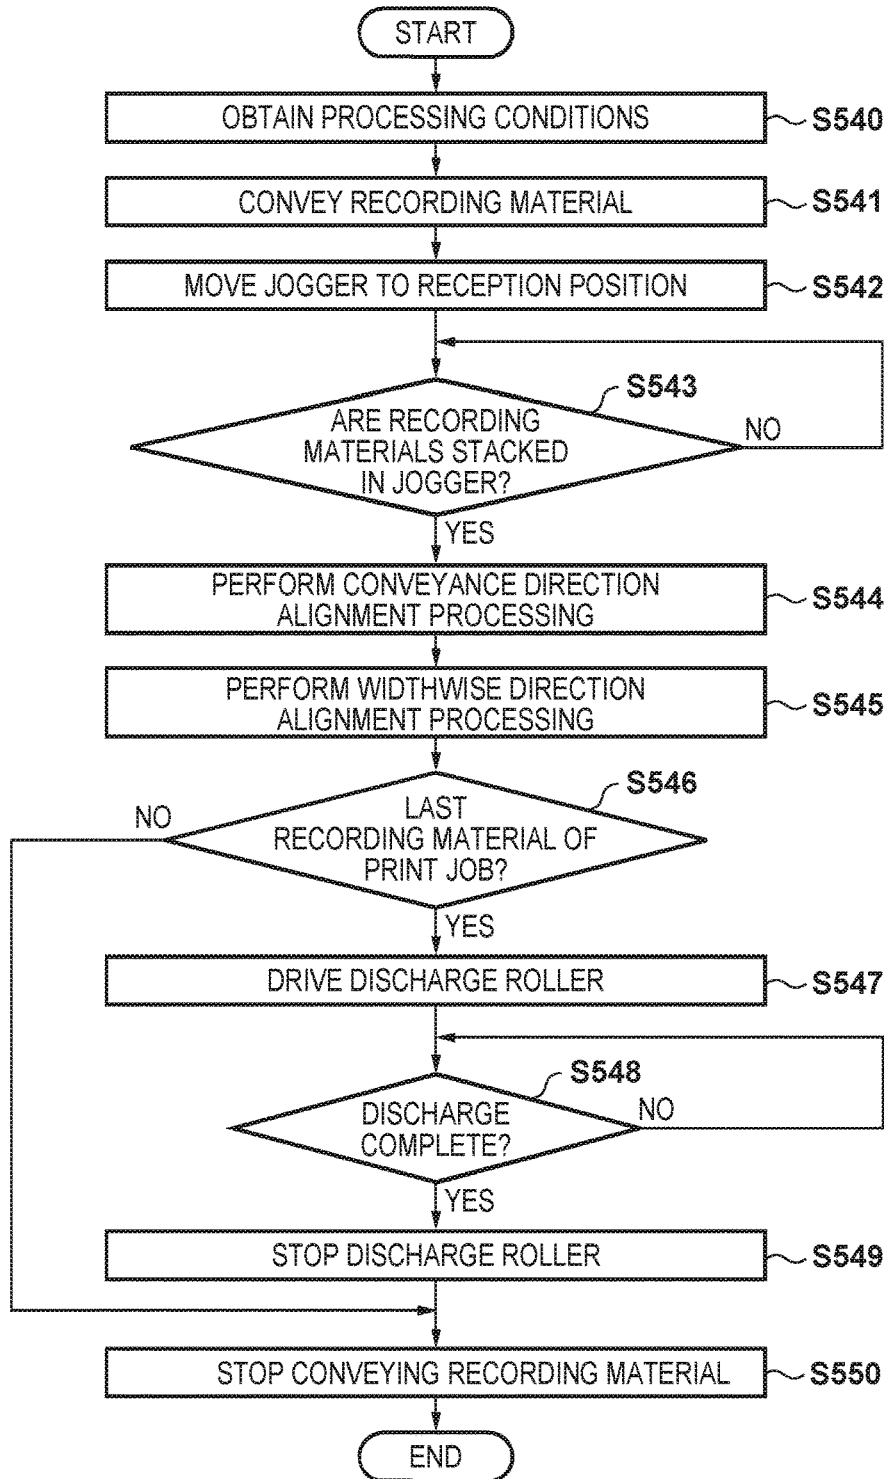 START
OBTAIN PROCESSING CONDITIONS
S540
CONVEY RECORDING MATERIAL
S541
MOVE JOGGER TO RECEPTION POSITION
S542
S543
ARE RECORDING
MATERIALS STACKED
IN JOGGER?
NO
YES
PERFORM CONVEYANCE DIRECTION
ALIGNMENT PROCESSING
S544
PERFORM WIDTHWISE DIRECTION
ALIGNMENT PROCESSING
S545
S546
NO
LAST
RECORDING MATERIAL OF
PRINT JOB?
YES
DRIVE DISCHARGE ROLLER
S547
S548
DISCHARGE
COMPLETE?
NO
YES
STOP DISCHARGE ROLLER
S549
STOP CONVEYING RECORDING MATERIAL
S550
END